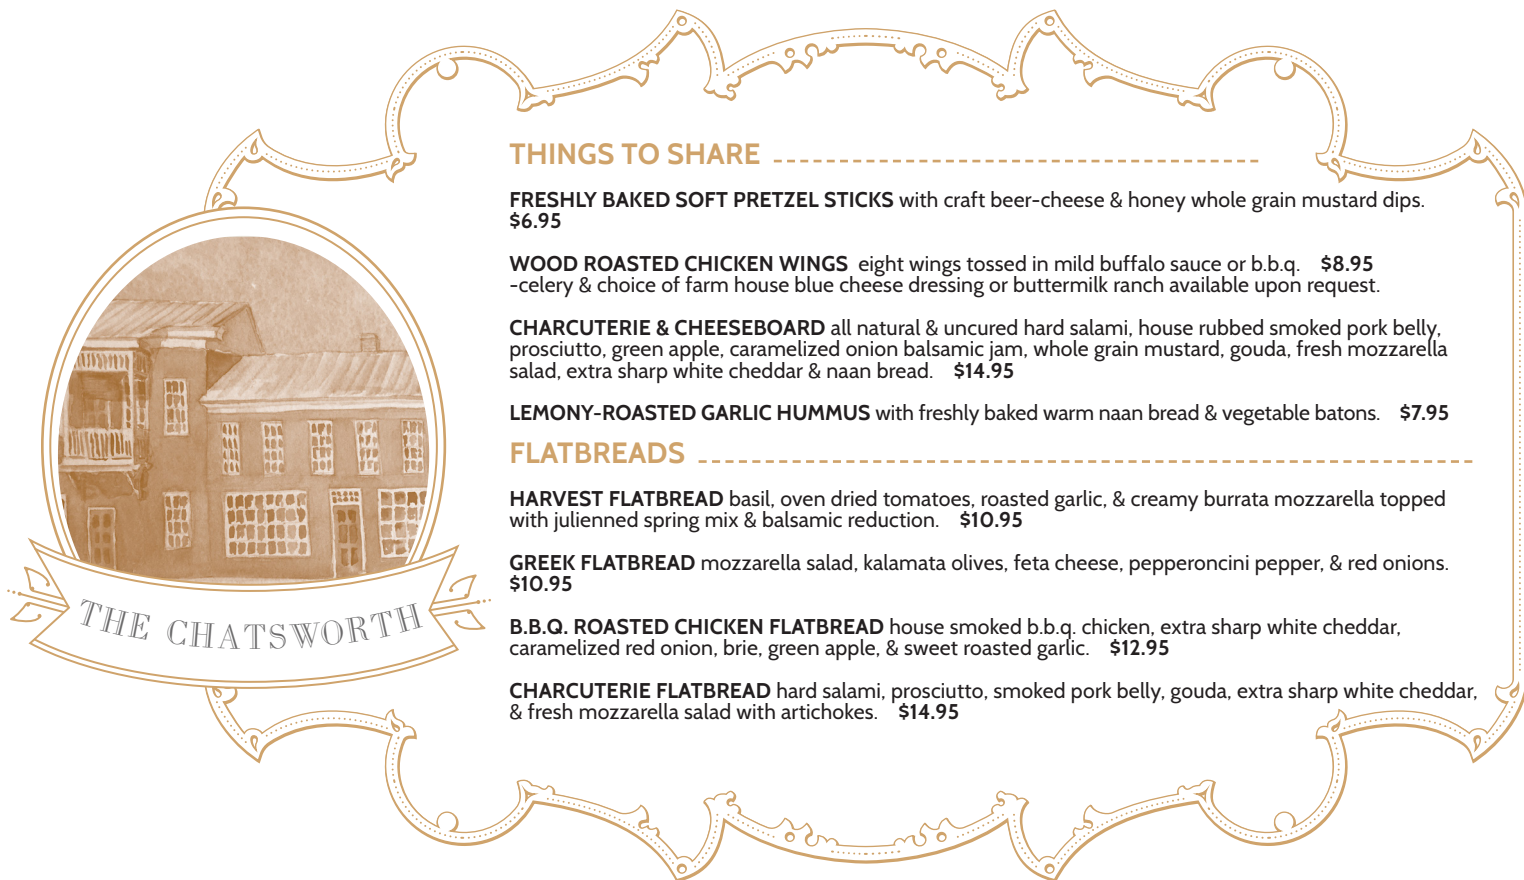 THINGS TO SHARE
FRESHLY BAKED SOFT PRETZEL STICKS with craft beer-cheese & honey whole grain mustard dips.
$6.95
WOOD ROASTED CHICKEN WINGS eight wings tossed in mild buffalo sauce or b.b.q. $8.95
-celery & choice of farm house blue cheese dressing or buttermilk ranch available upon request.
CHARCUTERIE & CHEESEBOARD all natural & uncured hard salami, house rubbed smoked pork belly,
prosciutto, green apple, caramelized onion balsamic jam, whole grain mustard, gouda, fresh mozzarella
salad, extra sharp white cheddar & naan bread. $14.95
LEMONY-ROASTED GARLIC HUMMUS with freshly baked warm naan bread & vegetable batons. $7.95
FLATBREADS
HARVEST FLATBREAD basil, oven dried tomatoes, roasted garlic, & creamy burrata mozzarella topped
with julienned spring mix & balsamic reduction. $10.95
GREEK FLATBREAD mozzarella salad, kalamata olives, feta cheese, pepperoncini pepper, & red onions.
$10.95
B.B.Q. ROASTED CHICKEN FLATBREAD house smoked b.b.q. chicken, extra sharp white cheddar,
caramelized red onion, brie, green apple, & sweet roasted garlic. $12.95
CHARCUTERIE FLATBREAD hard salami, prosciutto, smoked pork belly, gouda, extra sharp white cheddar,
& fresh mozzarella salad with artichokes. $14.95
THE CHATSWORTH